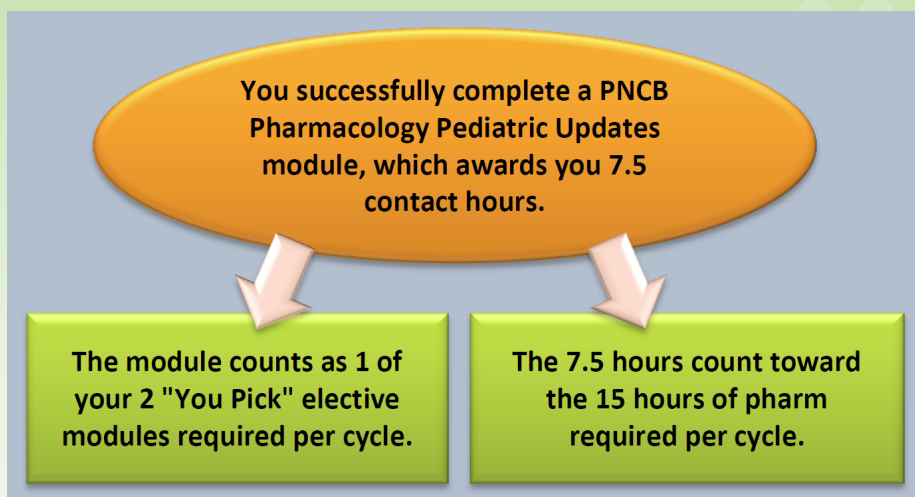 You successfully complete a PNCB
Pharmacology Pediatric Updates
module, which awards you 7.5
contact hours.
The module counts as 1 of
your 2 "You Pick" elective
modules required per cycle.
The 7.5 hours count toward
the 15 hours of pharm
required per cycle.